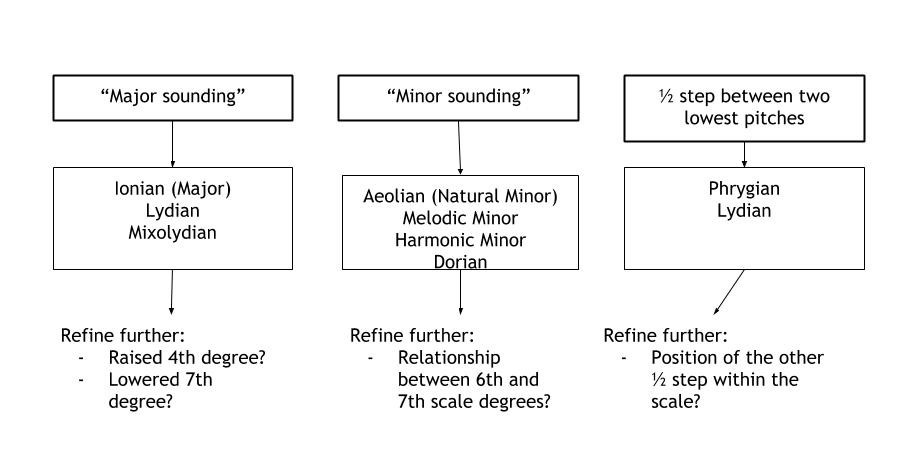 “Major sounding”
Ionian (Major)
Lydian
Mixolydian
Refine further:
- Raised 4th degree?
- Lowered 7th
degree?
“Minor sounding”
Aeolian (Natural Minor)
Melodic Minor
Harmonic Minor
Dorian
Refine further:
- Relationship
between 6th and
7th scale degrees?
½ step between two
lowest pitches
Phrygian
Lydian
Refine further:
- Position of the other
½ step within the
scale?